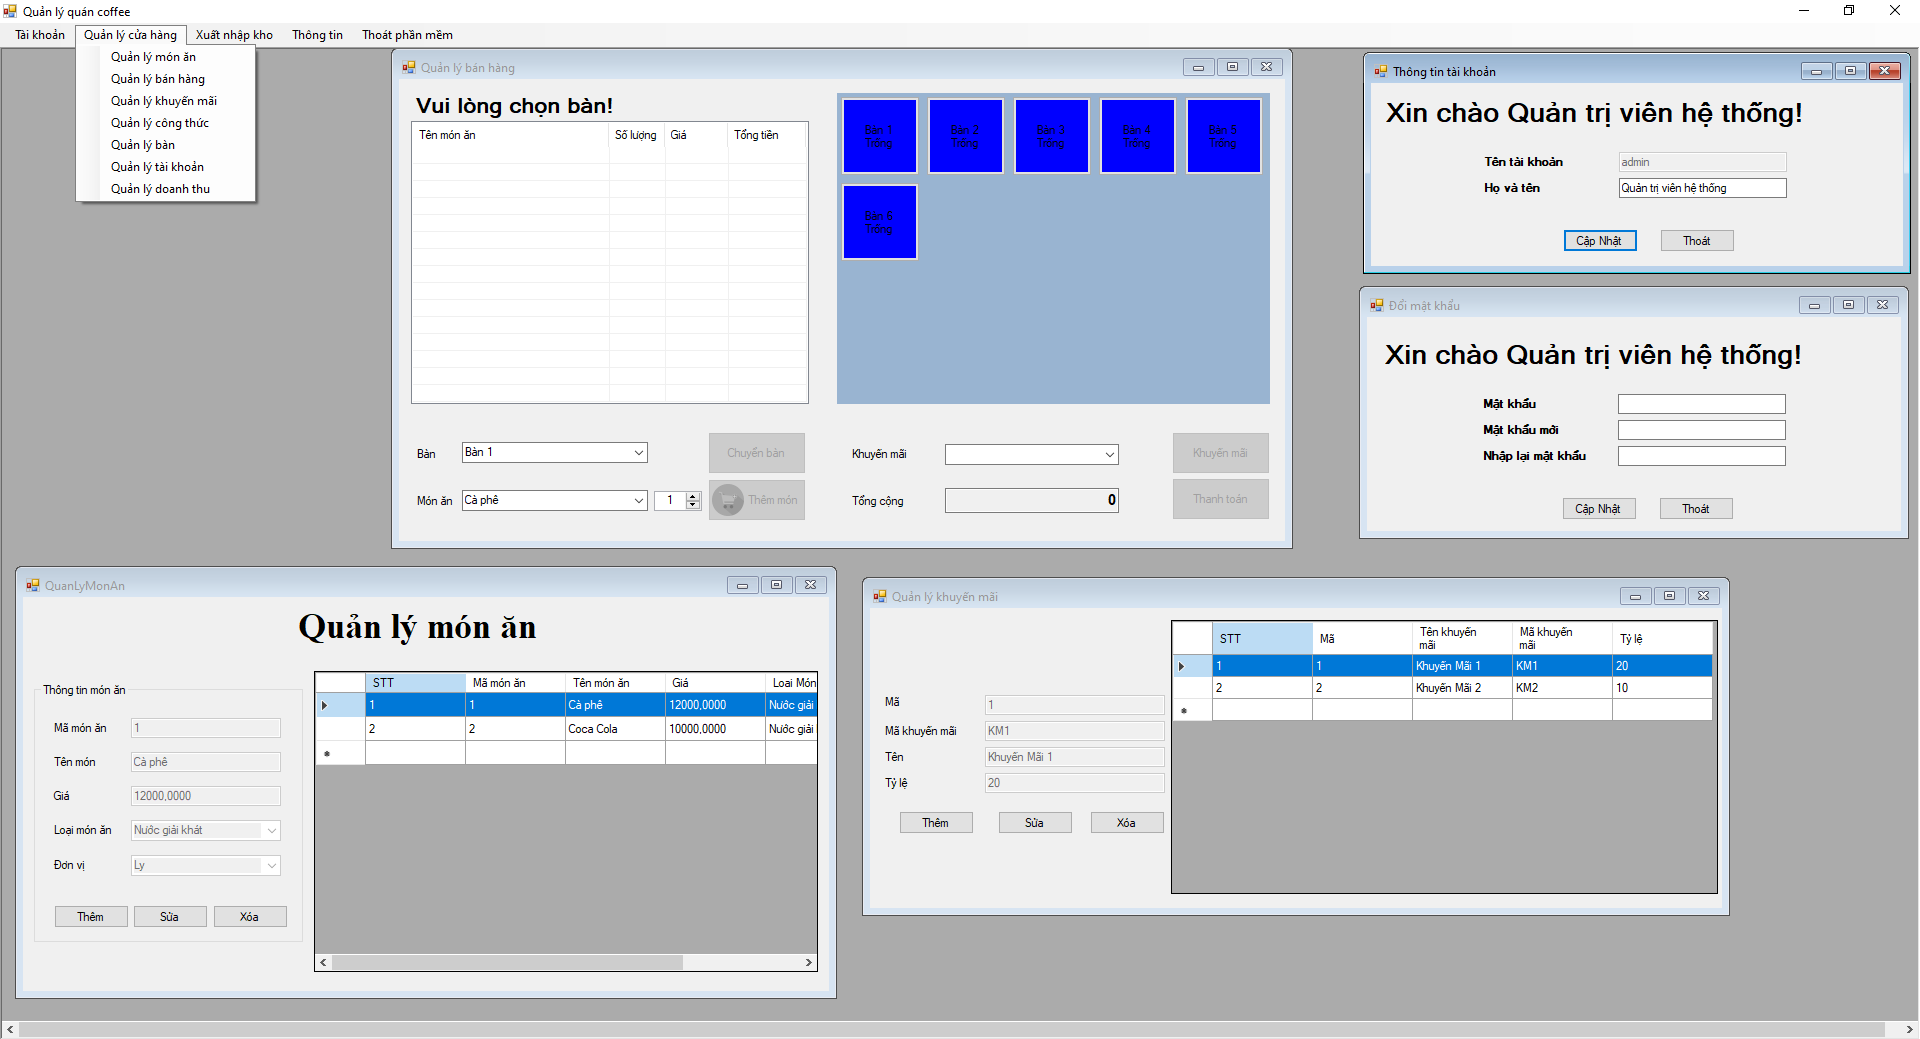 Quản lý quán coffee
Tài khoản Quản lý cửa hàng Xuất nhập kho Thông tin Thoát phần mềm
Quản lý món ăn
Quản lý bán hàng
Quản lý khuyến mãi
Quản lý công thức
Quản lý bàn
Quản lý tài khoản
Quản lý doanh thu
Quản lý bán hàng
Vui lòng chọn bàn!
Tên món ăn Số lượng Giá Tổng tiền
Bàn 1 Trống
Bàn 2 Trống
Bàn 3 Trống
Bàn 4 Trống
Bàn 5 Trống
Bàn 6 Trống
Bàn Bàn 1 Chuyển bàn Khuyến mãi Khuyến mãi
Món ăn Cà phê 1 Thêm món Tổng cộng 0 Thanh toán
Thông tin tài khoản
Xin chào Quản trị viên hệ thống!
Tên tài khoản admin
Họ và tên Quản trị viên hệ thống
Cập Nhật Thoát
Đổi mật khẩu
Xin chào Quản trị viên hệ thống!
Mật khẩu
Mật khẩu mới
Nhập lại mật khẩu
Cập Nhật Thoát
QuanLyMonAn
Quản lý món ăn
Thông tin món ăn
Mã món ăn 1
Tên món Cà phê
Giá 12000,0000
Loại món ăn Nước giải khát
Đơn vị Ly
Thêm Sửa Xóa
STT Mã món ăn Tên món ăn Giá Loại Món
1 1 Cà phê 12000,0000 Nước giải
2 2 Coca Cola 10000,0000 Nước giải
Quản lý khuyến mãi
Mã 1
Mã khuyến mãi KM1
Tên Khuyến Mãi 1
Tỷ lệ 20
Thêm Sửa Xóa
STT Mã Tên khuyến mãi Mã khuyến mãi Tỷ lệ
1 1 Khuyến Mãi 1 KM1 20
2 2 Khuyến Mãi 2 KM2 10